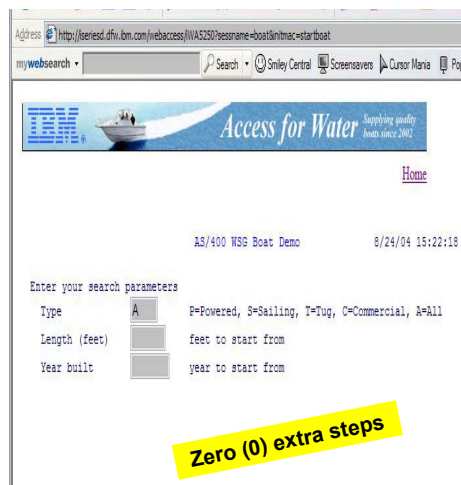 Address http://iseriesd.dfw.ibm.com/webaccess/iWA5250?sessname=boat&initmac=startboat
mywebsearch Search Smiley Central Screensavers Cursor Mania Po
IBM® Access for Water Supplying quality
boats since 2002
Home
AS/400 WSG Boat Demo 8/24/04 15:22:18
Enter your search parameters
Type A P=Powered, S=Sailing, T=Tug, C=Commercial, A=All
Length (feet) feet to start from
Year built year to start from
Zero (0) extra steps